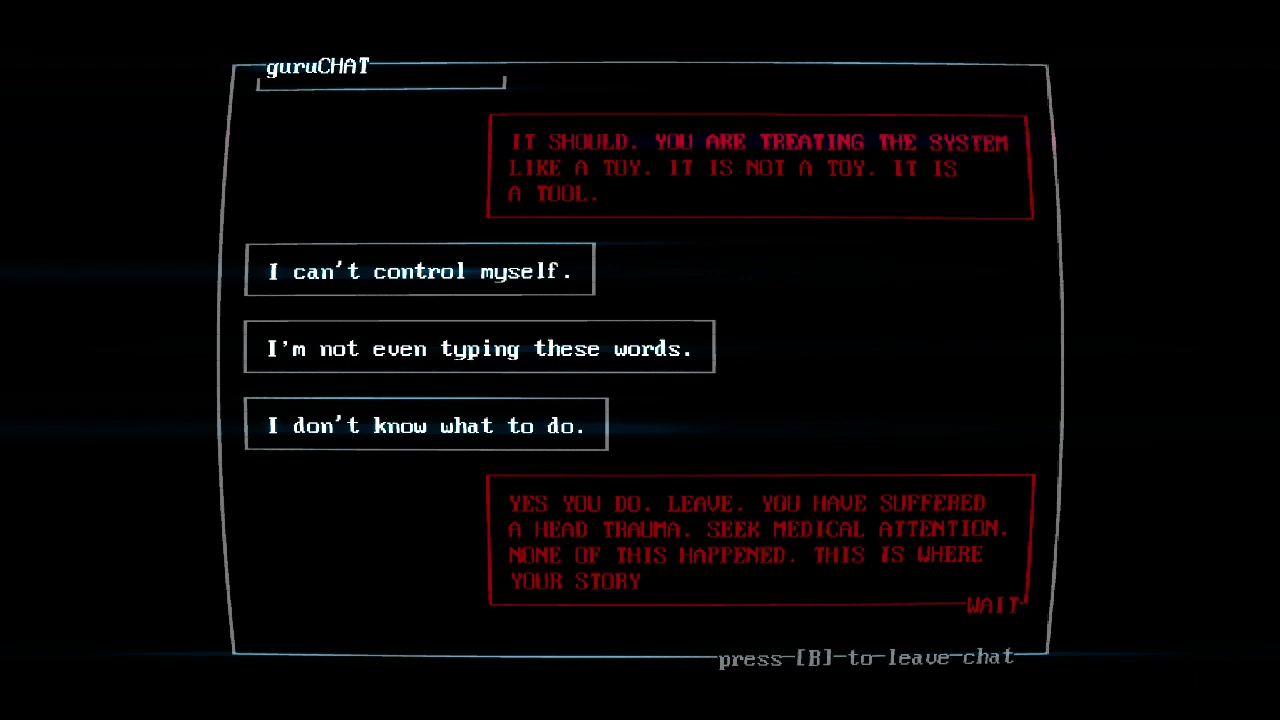 guruCHAT
IT SHOULD. YOU ARE TREATING THE SYSTEM
LIKE A TOY. IT IS NOT A TOY. IT IS
A TOOL.
I can't control myself.
I'm not even typing these words.
I don't know what to do.
YES YOU DO. LEAVE. YOU HAVE SUFFERED
A HEAD TRAUMA. SEEK MEDICAL ATTENTION.
NONE OF THIS HAPPENED. THIS IS WHERE
YOUR STORY
WAIT
press-[B]-to-leave-chat